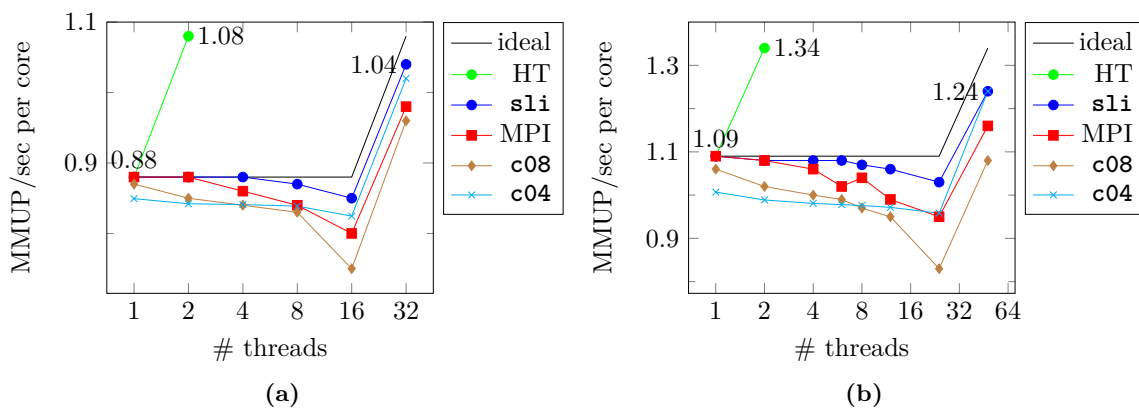 MMUP/sec per core
1.1
0.9
1.08
1.04
0.88
1 2 4 8 16 32
# threads
ideal
HT
sli
MPI
c08
c04
(a)
MMUP/sec per core
1.3
1.1
0.9
1.34
1.24
1.09
1 2 4 8 16 32 64
# threads
ideal
HT
sli
MPI
c08
c04
(b)